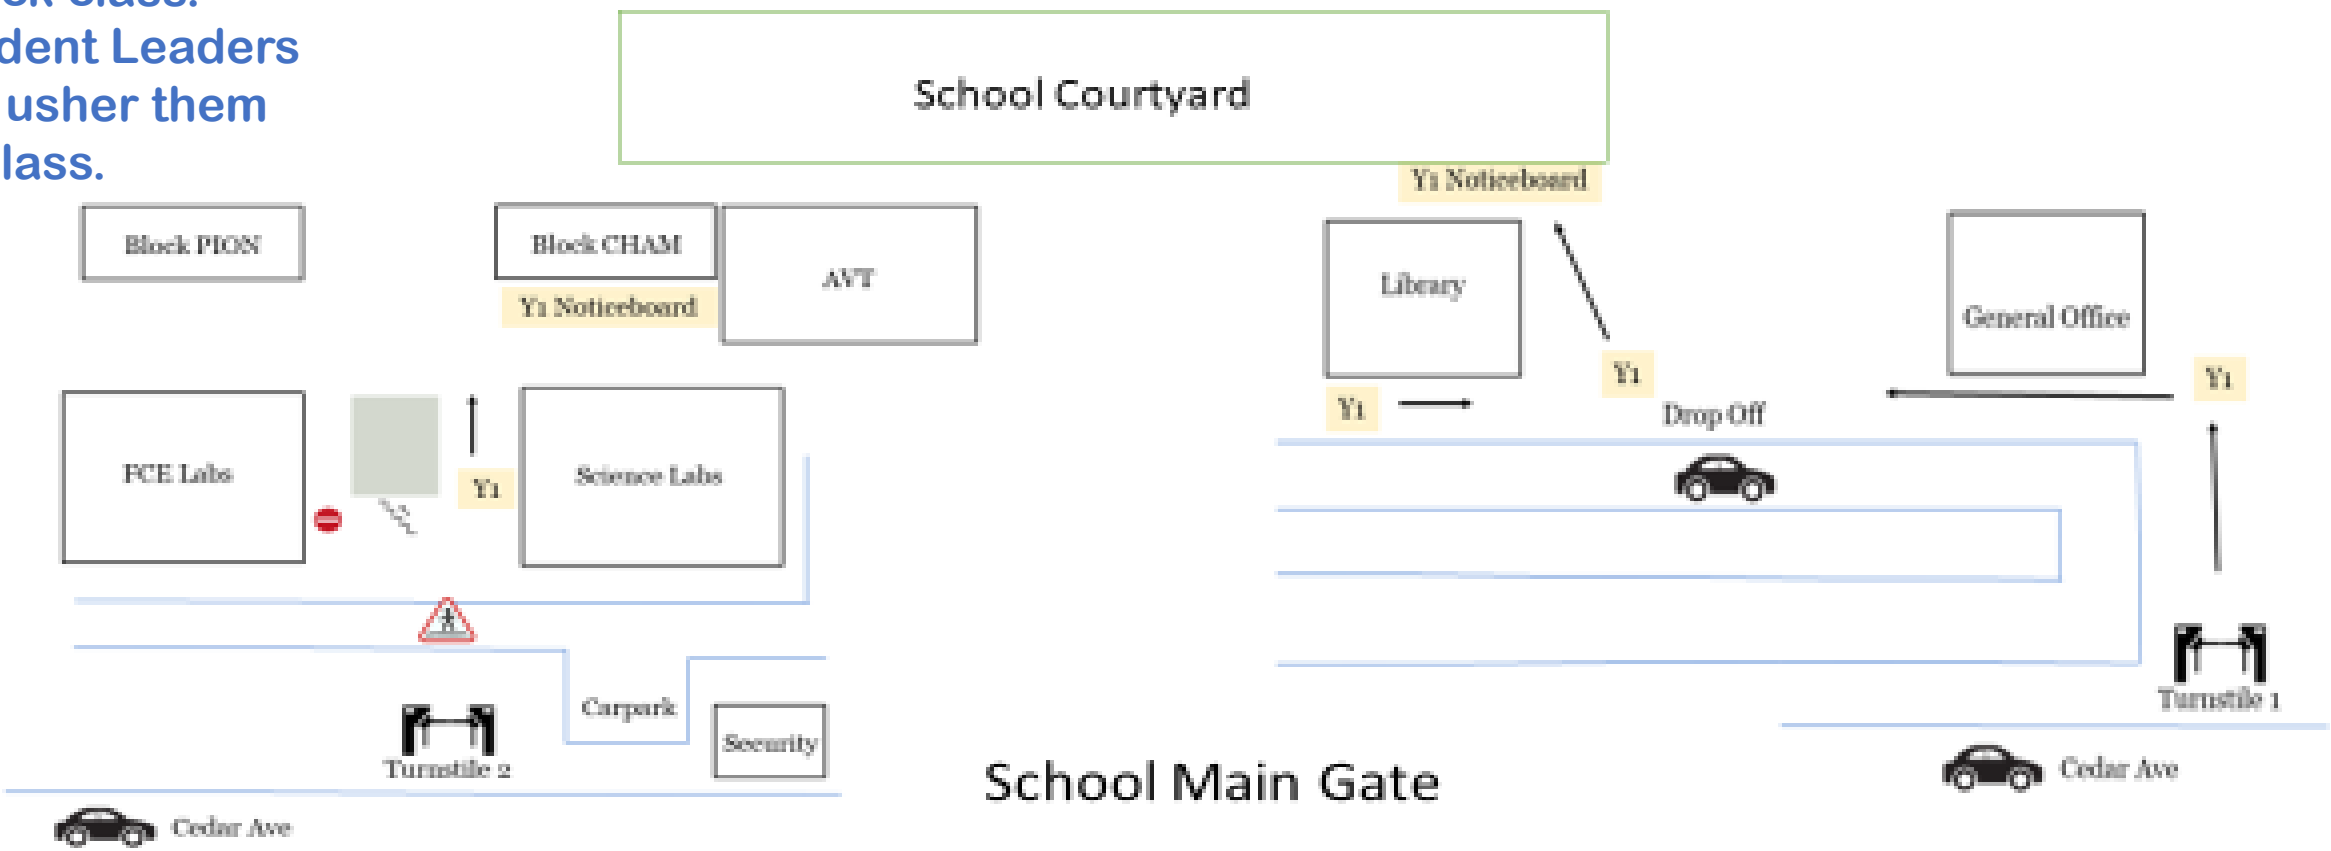 ck class.
dent Leaders
usher them
lass.
School Courtyard
Y1 Noticeboard
Block PION
Block CHAM
AVT
Y1 Noticeboard
Library
General Office
Y1
Y1
Y1
Drop Off
FCE Labs
Y1
Science Labs
Carpark
Security
Turnstile 2
Turnstile 1
School Main Gate
Cedar Ave
Cedar Ave